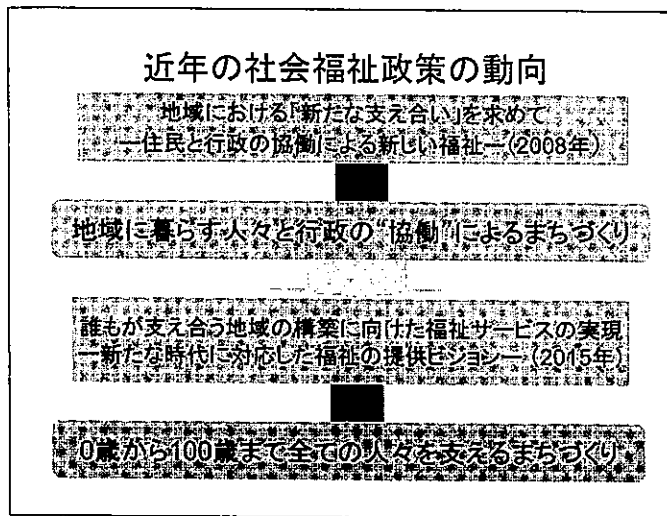 近年の社会福祉政策の動向
地域における「新たな支え合い」を求めて
―住民と行政の協働による新しい福祉―(2008年)
地域に暮らす人々と行政の“協働”によるまちづくり
誰もが支え合う地域の構築に向けた福祉サービスの実現
―新たな時代に対応した福祉の提供ビジョン―(2015年)
0歳から100歳まで全ての人々を支えるまちづくり